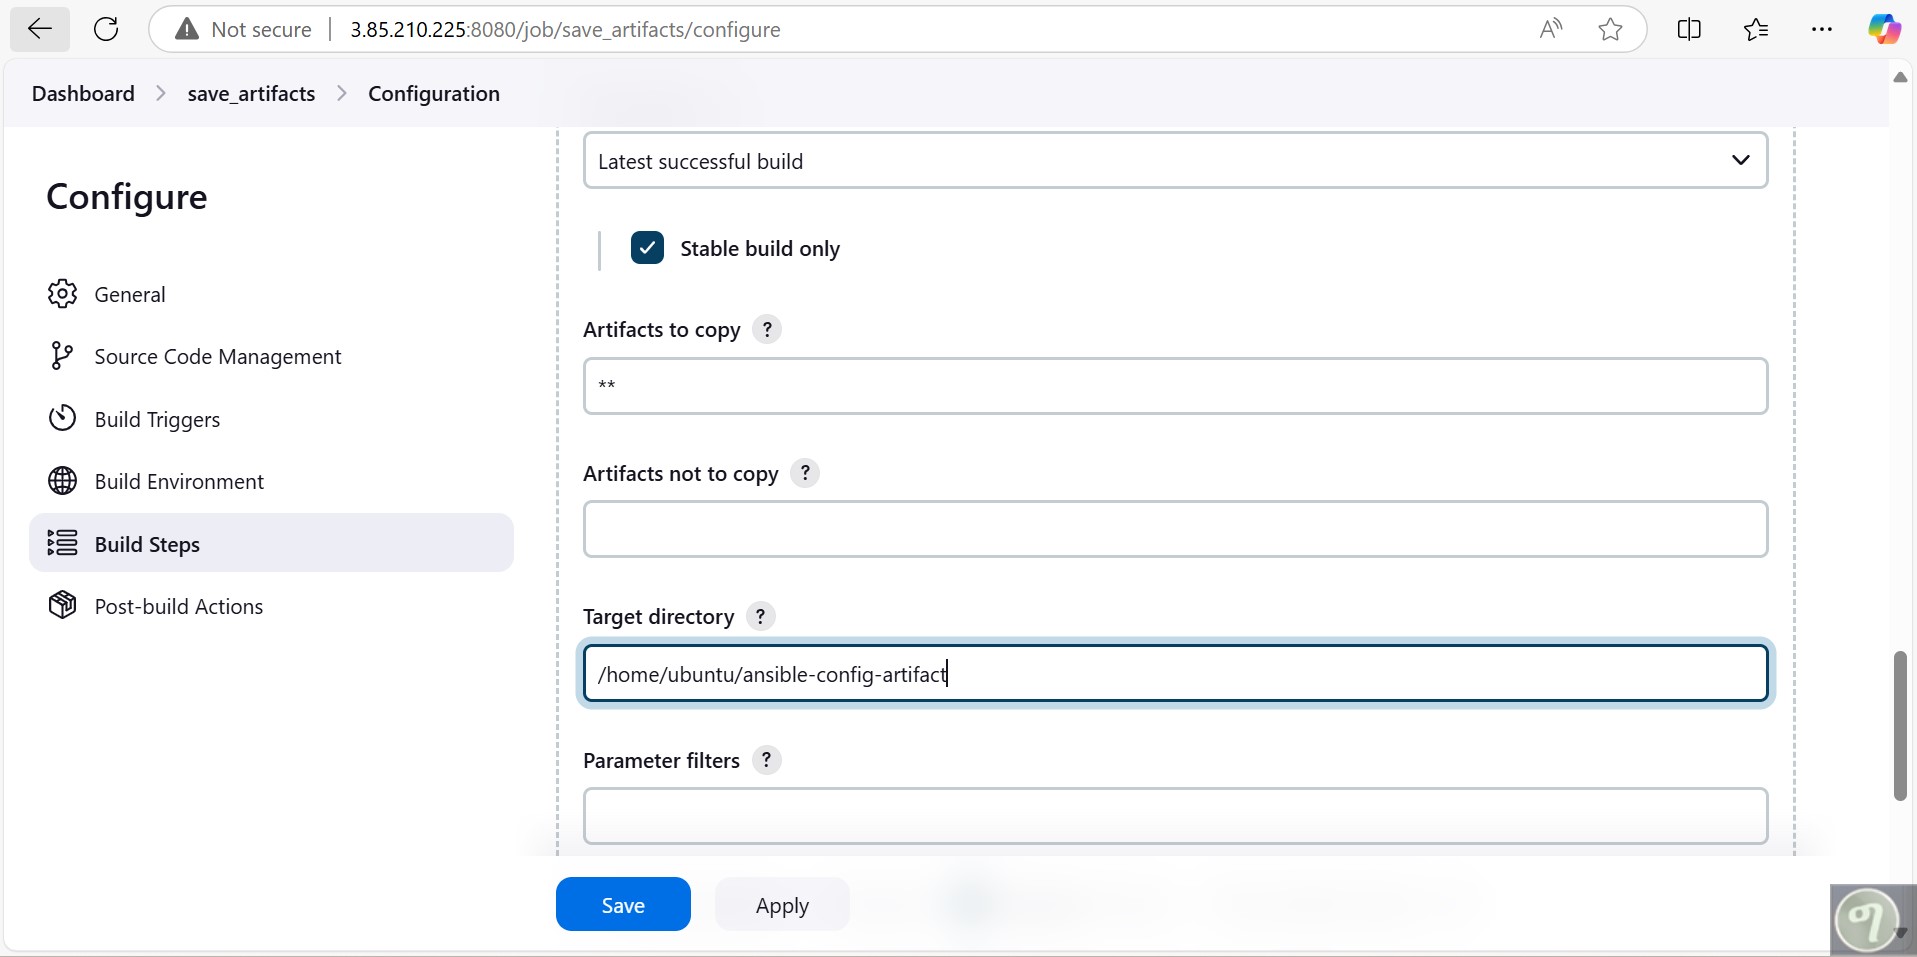 Not secure 3.85.210.225:8080/job/save_artifacts/configure
Dashboard > save_artifacts > Configuration
Configure
General
Source Code Management
Build Triggers
Build Environment
Build Steps
Post-build Actions
Latest successful build
Stable build only
Artifacts to copy ?
**
Artifacts not to copy ?
Target directory ?
/home/ubuntu/ansible-config-artifact
Parameter filters ?
Save Apply